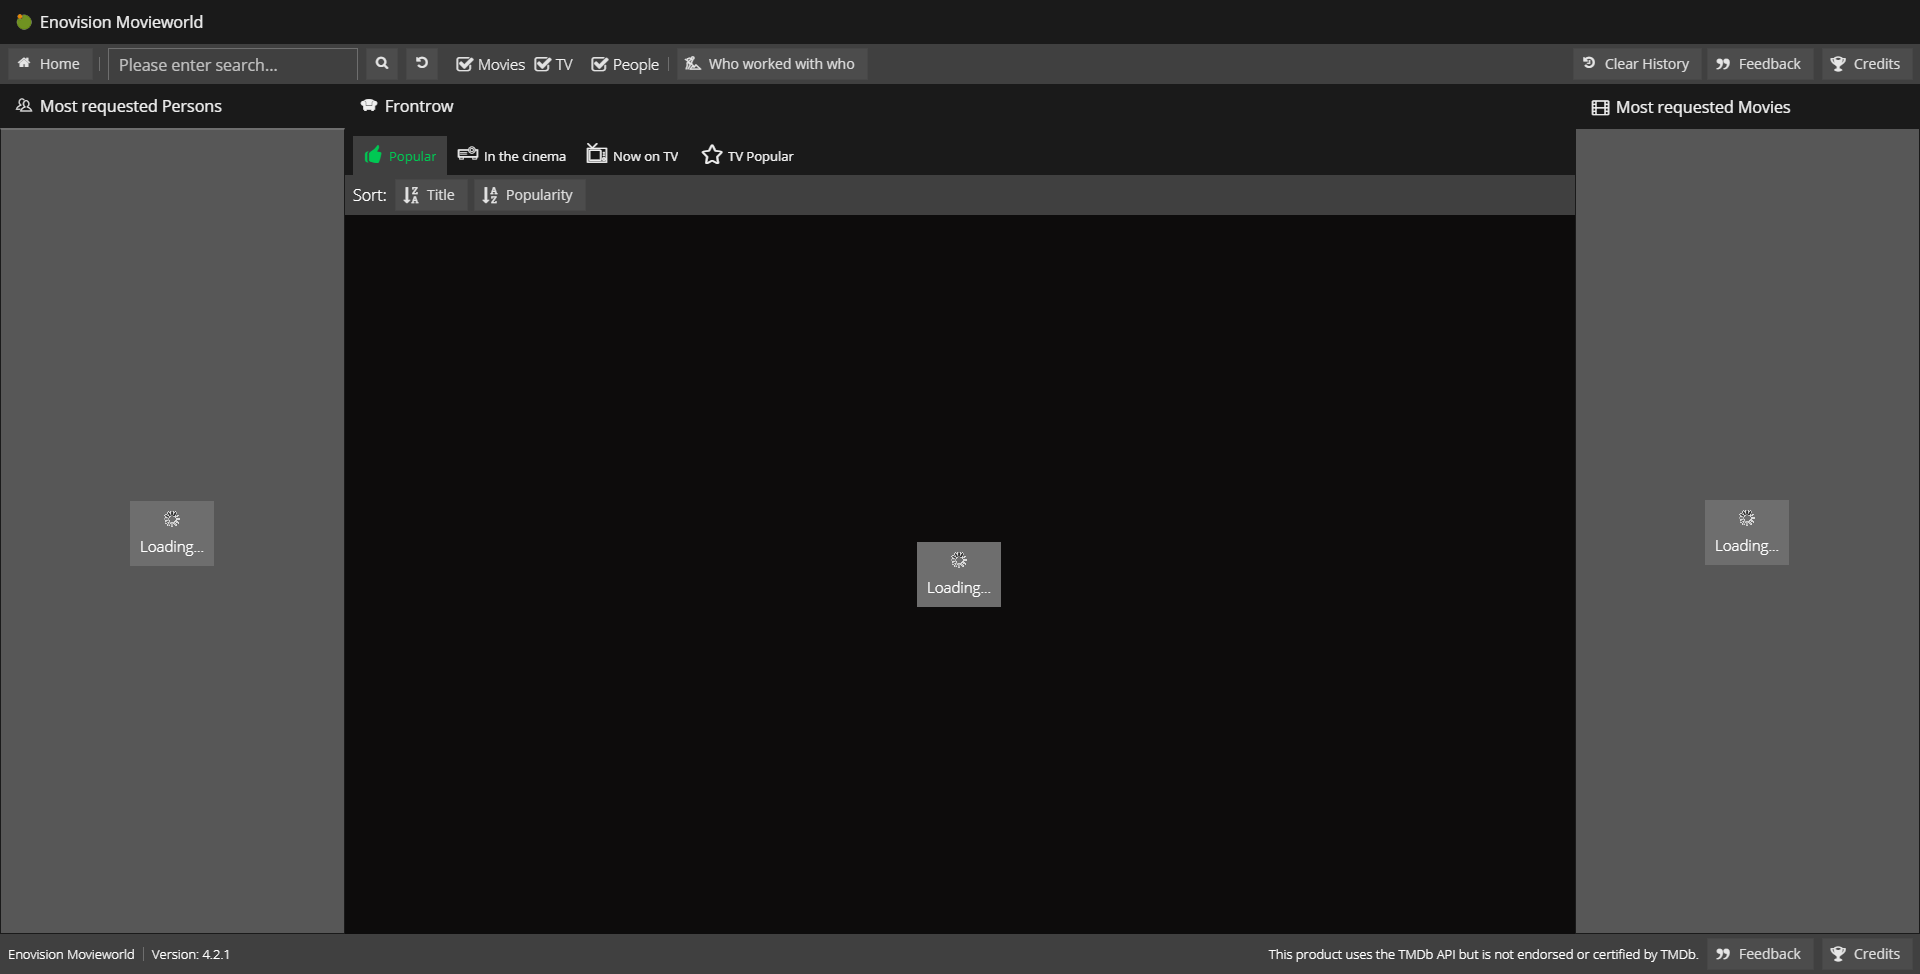 Enovision Movieworld
Home
Please enter search...
Movies TV People
Who worked with who
Clear History
Feedback
Credits
Most requested Persons
Frontrow
Most requested Movies
Popular
In the cinema
Now on TV
TV Popular
Sort:
Title
Popularity
Loading...
Loading...
Loading...
Enovision Movieworld
Version: 4.2.1
This product uses the TMDb API but is not endorsed or certified by TMDb.
Feedback
Credits